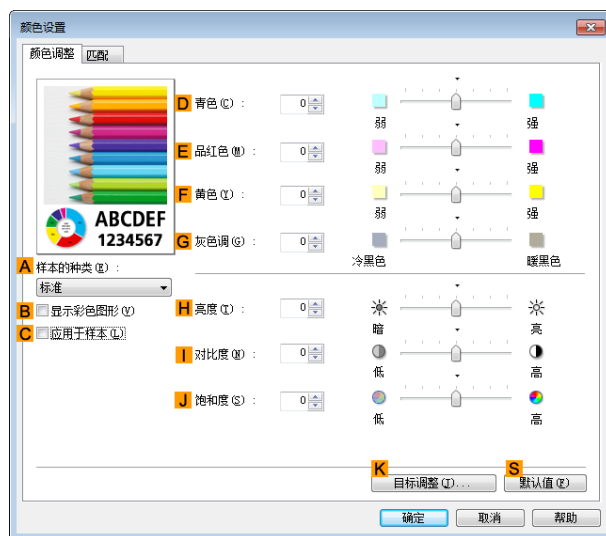 颜色设置
颜色调整 匹配
D 青色(C) : 0
弱 强
E 品红色(M) : 0
弱 强
F 黄色(Y) : 0
弱 强
ABCDEF
1234567
G 灰色调(G) : 0
冷黑色 暖黑色
A 样本的种类(E) :
标准
B 显示彩色图形(V)
C 应用于样本(L)
H 亮度(T) : 0
暗 亮
I 对比度(N) : 0
低 高
J 饱和度(S) : 0
低 高
K S
目标调整(J)... 默认值(F)
确定 取消 帮助